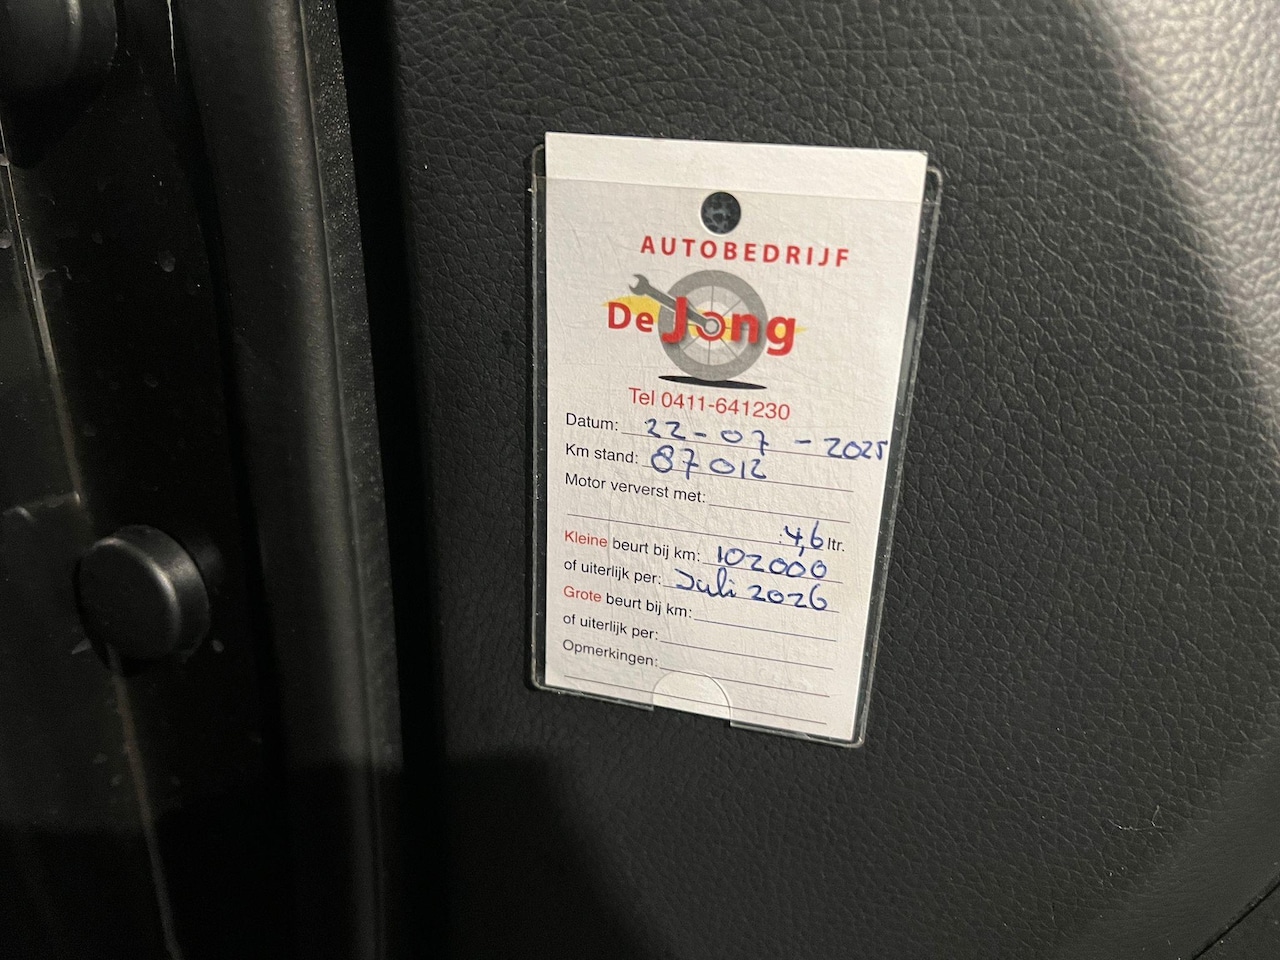 AUTOBEDRIJF
De Jong
Tel 0411-641230
Datum: 22-07-2025
Km stand: 87012
Motor ververst met:
:4,6 ltr.
Kleine beurt bij km: 102000
of uiterlijk per: Juli 2026
Grote beurt bij km:
of uiterlijk per:
Opmerkingen: